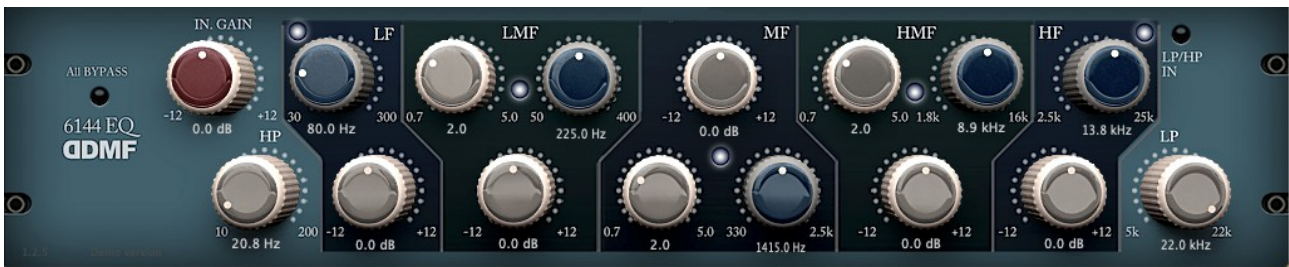 IN. GAIN
LF
LMF
MF
HMF
HF
LP/HP
IN
All BYPASS
6144 EQ
DDMF
-12 +12
0.0 dB
30 300
80.0 Hz
0.7 5.0
2.0
50 400
225.0 Hz
-12 +12
0.0 dB
0.7 5.0
2.0
1.8k 16k
8.9 kHz
2.5k 25k
13.8 kHz
HP
LP
10 200
20.8 Hz
-12 +12
0.0 dB
-12 +12
0.0 dB
0.7 5.0
2.0
330 2.5k
1415.0 Hz
-12 +12
0.0 dB
-12 +12
0.0 dB
5k 22k
22.0 kHz
1.2.5 Demo version